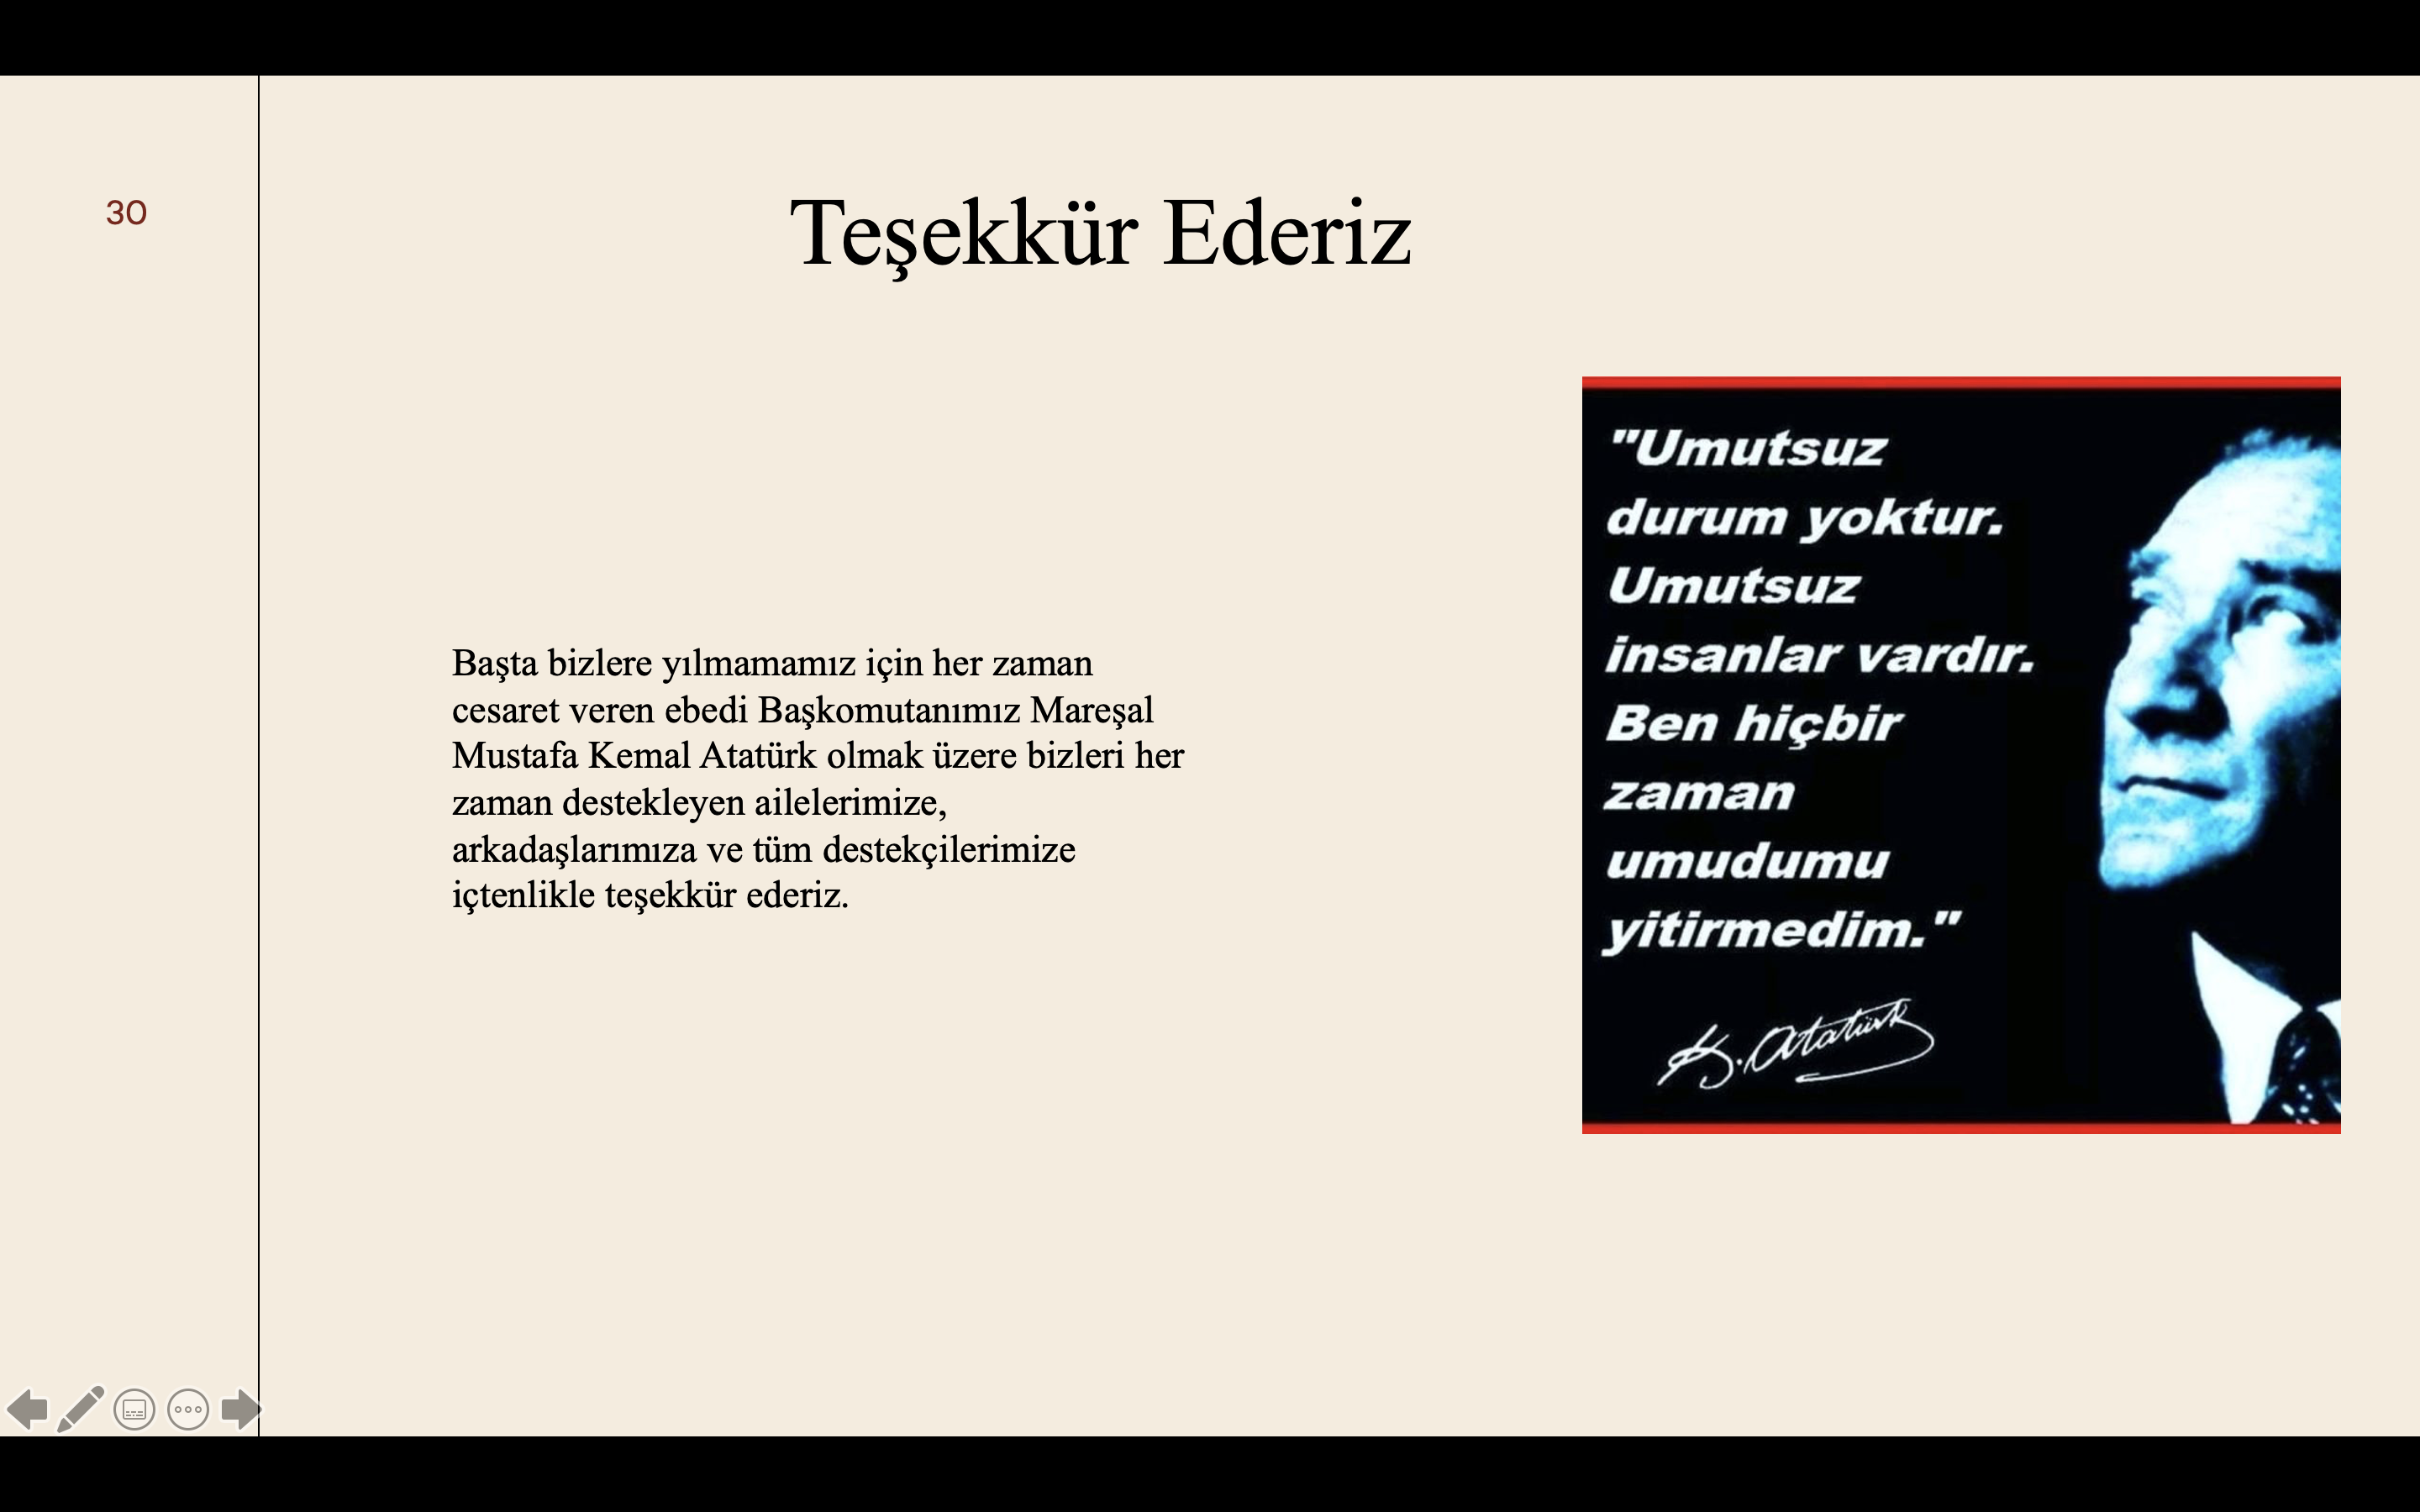 30
Teşekkür Ederiz
Başta bizlere yılmamamız için her zaman
cesaret veren ebedi Başkomutanımız Mareşal
Mustafa Kemal Atatürk olmak üzere bizleri her
zaman destekleyen ailelerimize,
arkadaşlarımıza ve tüm destekçilerimize
içtenlikle teşekkür ederiz.
"Umutsuz
durum yoktur.
Umutsuz
insanlar vardır.
Ben hiçbir
zaman
umudumu
yitirmedim."
K. Atatürk